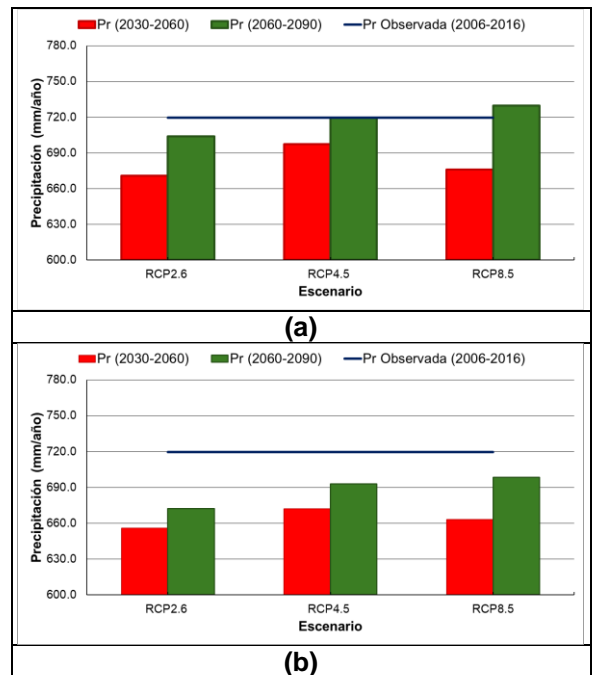 Pr (2030-2060) Pr (2060-2090) Pr Observada (2006-2016)
780.0
750.0
720.0
690.0
660.0
630.0
600.0
Precipitación (mm/año)
RCP2.6 RCP4.5 RCP8.5
Escenario
(a)
Pr (2030-2060) Pr (2060-2090) Pr Observada (2006-2016)
780.0
750.0
720.0
690.0
660.0
630.0
600.0
Precipitación (mm/año)
RCP2.6 RCP4.5 RCP8.5
Escenario
(b)